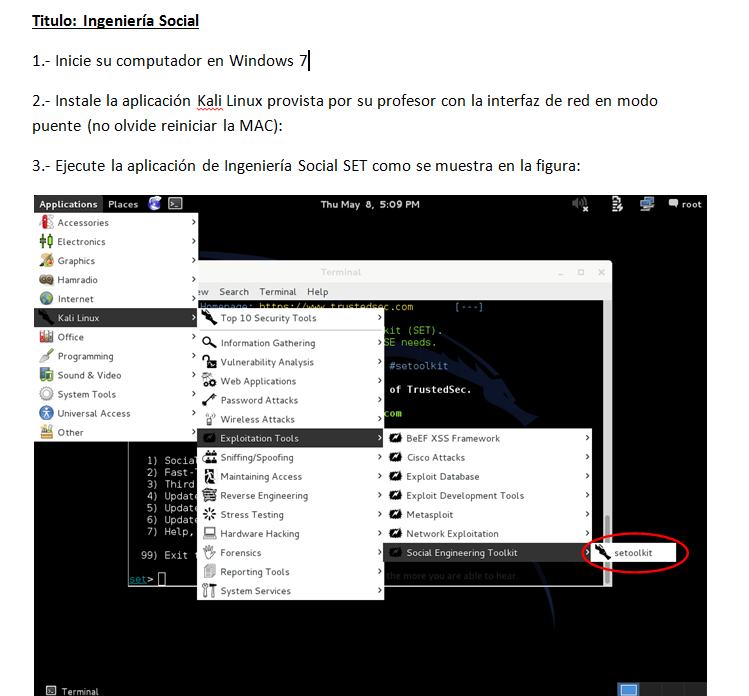 Titulo: Ingeniería Social
1.- Inicie su computador en Windows 7
2.- Instale la aplicación Kali Linux provista por su profesor con la interfaz de red en modo
puente (no olvide reiniciar la MAC):
3.- Ejecute la aplicación de Ingeniería Social SET como se muestra en la figura:
Applications Places Thu May 8, 5:09 PM root
Accessories
Electronics
Graphics
Hamradio
Internet
Kali Linux
Office
Programming
Sound & Video
System Tools
Universal Access
Other
Terminal
ew Search Terminal Help
Homepage: https://www.trustedsec.com [---]
kit (SET).
SE needs.
#setoolkit
of TrustedSec.
com
Top 10 Security Tools
Information Gathering
Vulnerability Analysis
Web Applications
Password Attacks
Wireless Attacks
Exploitation Tools
Sniffing/Spoofing
Maintaining Access
Reverse Engineering
Stress Testing
Hardware Hacking
Forensics
Reporting Tools
System Services
BeEF XSS Framework
Cisco Attacks
Exploit Database
Exploit Development Tools
Metasploit
Network Exploitation
Social Engineering Toolkit
setoolkit
1) Social
2) Fast-
3) Third
4) Updat
5) Updat
6) Updat
7) Help,
99) Exit
set>
the more you are able to hear
Terminal